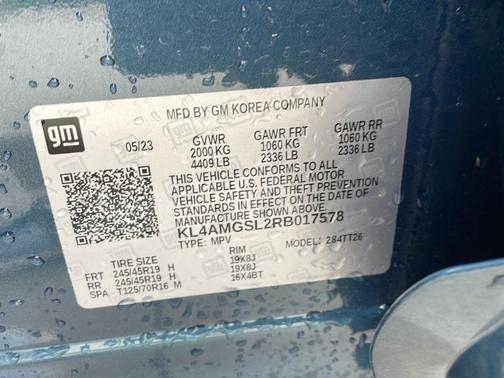 gm
MFD BY GM KOREA COMPANY
05/23 GVWR GAWR FRT GAWR RR
2000 KG 1060 KG 1060 KG
4409 LB 2336 LB 2336 LB
THIS VEHICLE CONFORMS TO ALL
APPLICABLE U.S. FEDERAL MOTOR
VEHICLE SAFETY AND THEFT PREVENTION
STANDARDS IN EFFECT ON THE DATE OF
MANUFACTURE SHOWN ABOVE.
KL4AMGSL2RB017578
TYPE: MPV MODEL: 284TT26
TIRE SIZE RIM
FRT 245/45R19 H 19X8J
RR 245/45R19 H 19X8J
SPA T125/70R16 M 16X4BT